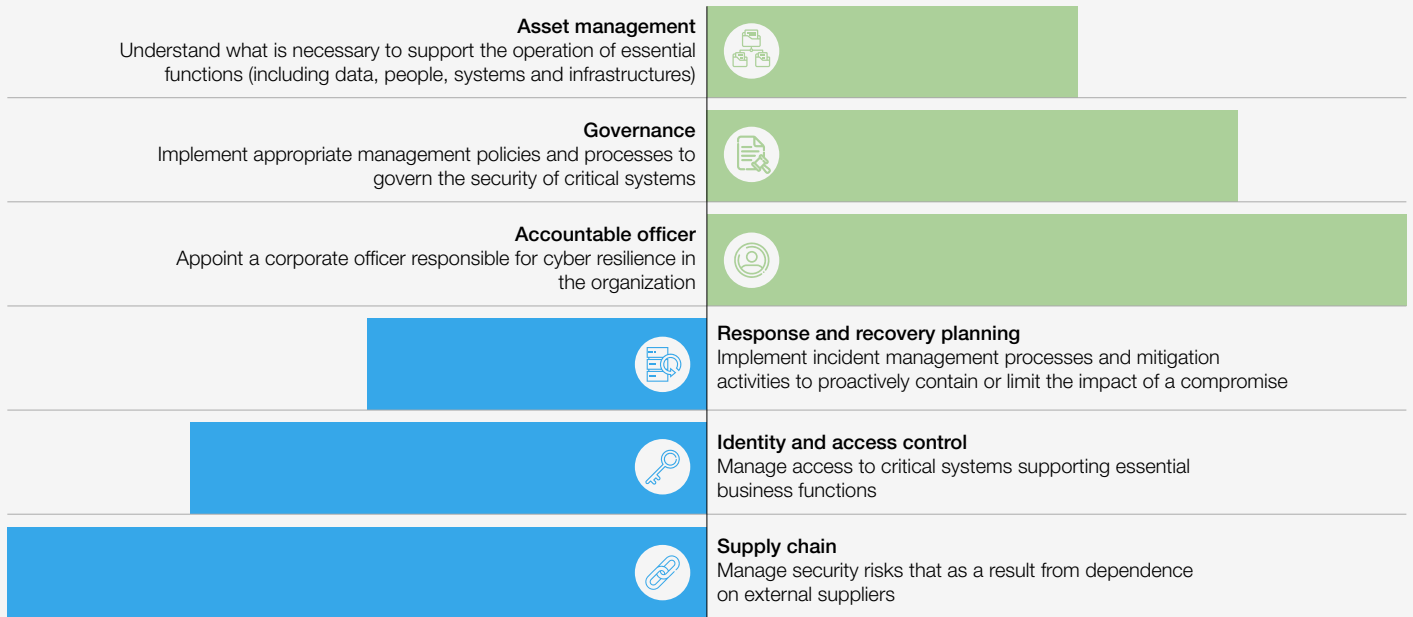 Asset management
Understand what is necessary to support the operation of essential
functions (including data, people, systems and infrastructures)
Governance
Implement appropriate management policies and processes to
govern the security of critical systems
Accountable officer
Appoint a corporate officer responsible for cyber resilience in
the organization
Response and recovery planning
Implement incident management processes and mitigation
activities to proactively contain or limit the impact of a compromise
Identity and access control
Manage access to critical systems supporting essential
business functions
Supply chain
Manage security risks that as a result from dependence
on external suppliers